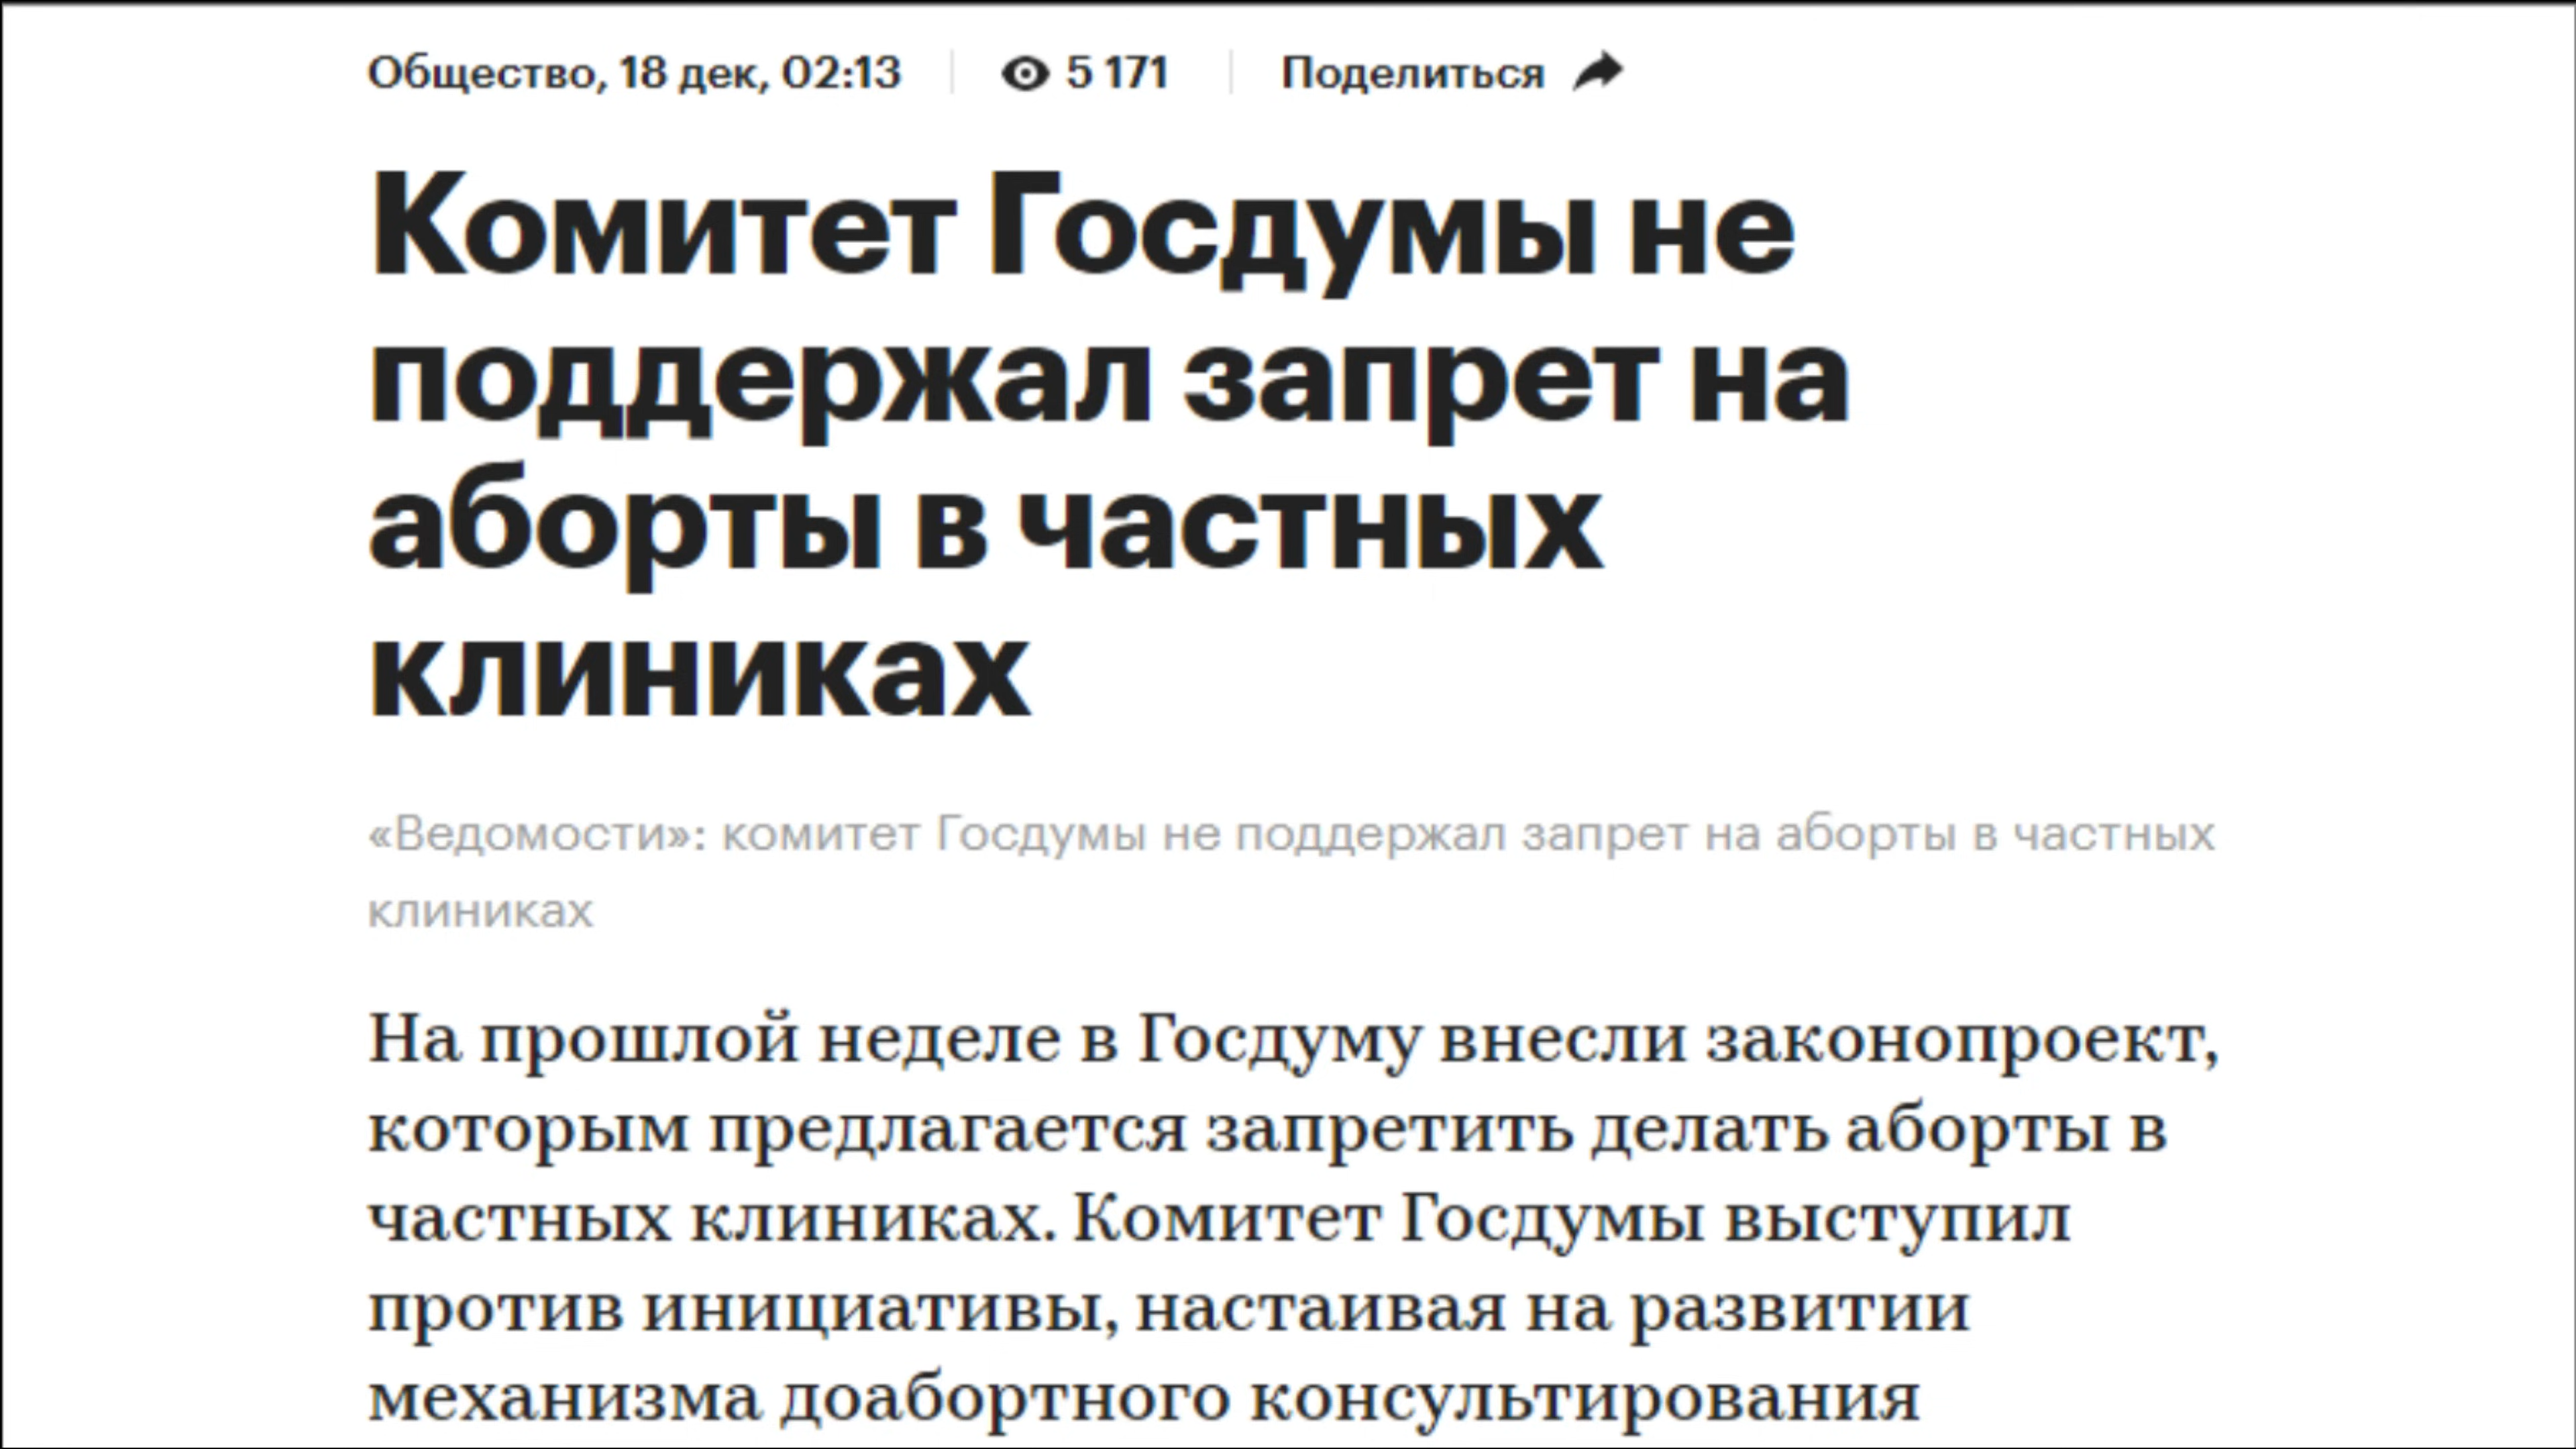 Общество, 18 дек, 02:13 5 171 Поделиться
Комитет Госдумы не
поддержал запрет на
аборты в частных
клиниках
«Ведомости»: комитет Госдумы не поддержал запрет на аборты в частных
клиниках
На прошлой неделе в Госдуму внесли законопроект,
которым предлагается запретить делать аборты в
частных клиниках. Комитет Госдумы выступил
против инициативы, настаивая на развитии
механизма доабортного консультирования